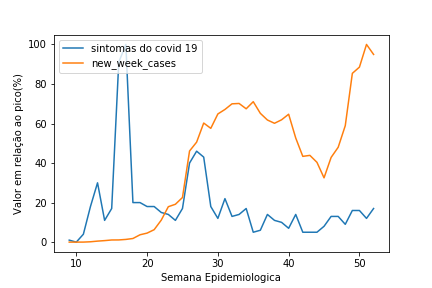 100
80
60
40
20
0
Valor em relação ao pico(%)
sintomas do covid 19
new_week_cases
10
20
30
40
50
Semana Epidemiologica